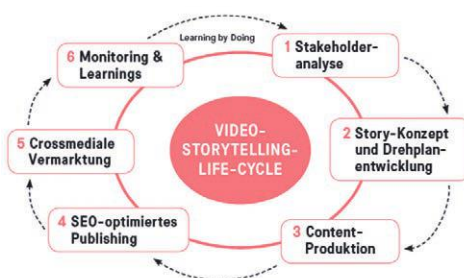 Learning by Doing
1 Stakeholder-
analyse
2 Story-Konzept
und Drehplan-
entwicklung
3 Content-
Produktion
4 SEO-optimiertes
Publishing
5 Crossmediale
Vermarktung
6 Monitoring &
Learnings
VIDEO-
STORYTELLING-
LIFE-CYCLE